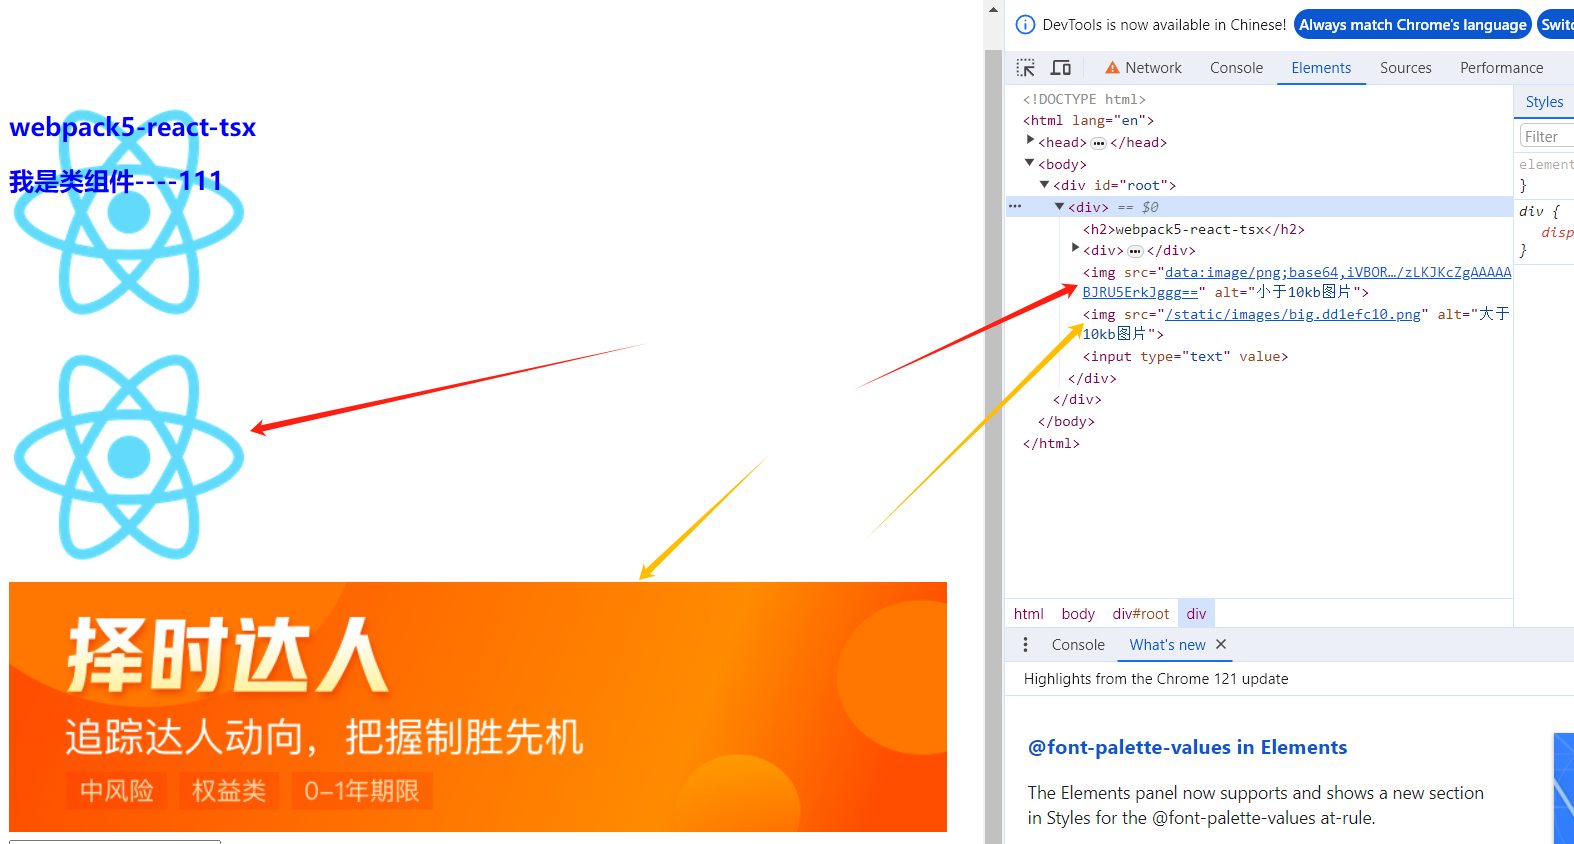 webpack5-react-tsx
我是类组件----111
择时达人
追踪达人动向，把握制胜先机
中风险 权益类 0-1年期限
DevTools is now available in Chinese! Always match Chrome's language Switc
Network Console Elements Sources Performance
<!DOCTYPE html>
<html lang="en">
<head> ••• </head>
<body>
<div id="root">
••• <div> == $0
<h2>webpack5-react-tsx</h2>
<div> ••• </div>
<img src="data:image/png;base64,iVBOR…/zLKJKcZgAAAAA
BJRU5ErkJggg==" alt="小于10kb图片">
<img src="/static/images/big.dd1efc10.png" alt="大于
10kb图片">
<input type="text" value>
</div>
</div>
</body>
</html>
html body div#root div
Styles
Filter
element
}
div {
disp
}
Console What's new
Highlights from the Chrome 121 update
@font-palette-values in Elements
The Elements panel now supports and shows a new section
in Styles for the @font-palette-values at-rule.